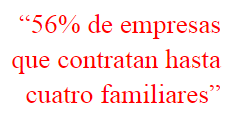 “56% de empresas
que contratan hasta
cuatro familiares”